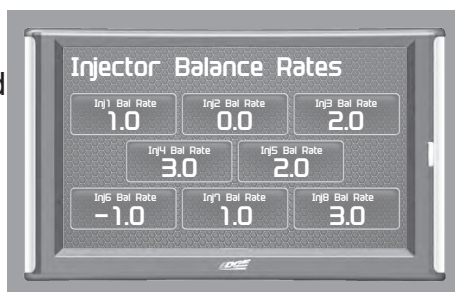 d
Injector Balance Rates
Inj1 Bal Rate Inj2 Bal Rate Inj3 Bal Rate
1.0 0.0 2.0
Inj4 Bal Rate Inj5 Bal Rate
3.0 2.0
Inj6 Bal Rate Inj7 Bal Rate Inj8 Bal Rate
-1.0 1.0 3.0
EDGE